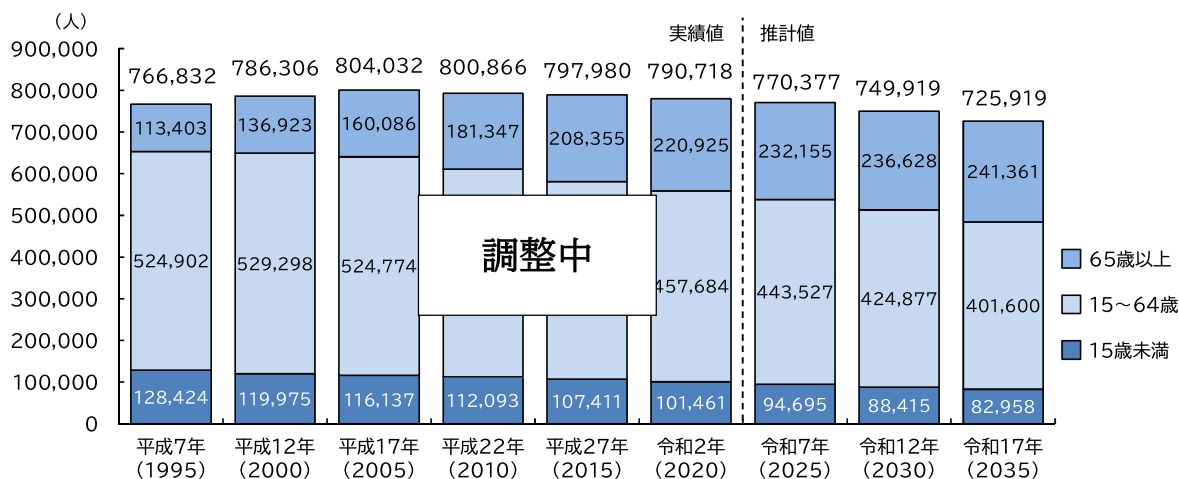 (人)
実績値 推計値
900,000
800,000
700,000
600,000
500,000
400,000
300,000
200,000
100,000
0
766,832 786,306 804,032 800,866 797,980 790,718 770,377 749,919 725,919
113,403 136,923 160,086 181,347 208,355 220,925 232,155 236,628 241,361
524,902 529,298 524,774 457,684 443,527 424,877 401,600
調整中
128,424 119,975 116,137 112,093 107,411 101,461 94,695 88,415 82,958
平成7年 平成12年 平成17年 平成22年 平成27年 令和2年 令和7年 令和12年 令和17年
(1995) (2000) (2005) (2010) (2015) (2020) (2025) (2030) (2035)
65歳以上
15～64歳
15歳未満